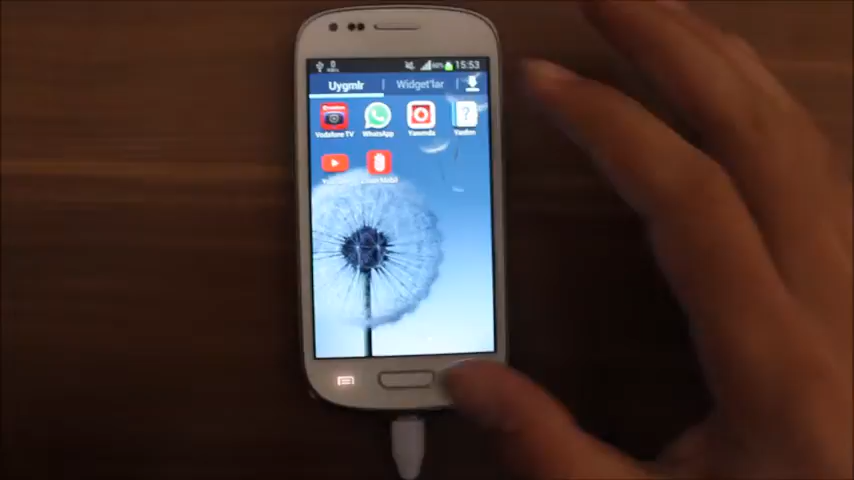 15:53
Uygmlr
Widget'lar
Vodafone TV
WhatsApp
Yanımda
Yardım